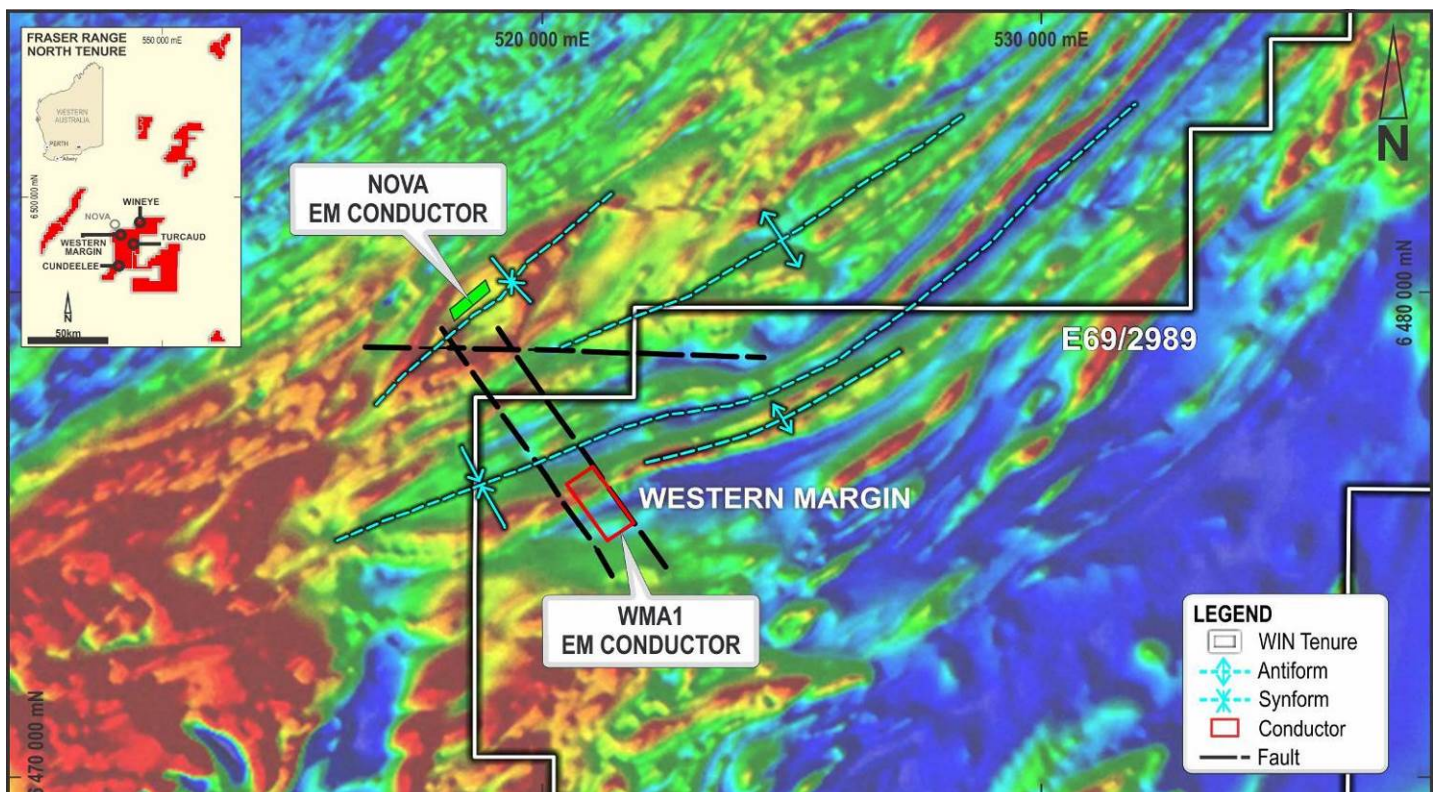 FRASER RANGE
NORTH TENURE
550 000 mE
WESTERN
AUSTRALIA
PERTH
Albany
6 500 000 mN
WINEYE
NOVA
WESTERN
MARGIN
TURCAUD
CUNDEELEE
N
50km
520 000 mE
530 000 mE
N
NOVA
EM CONDUCTOR
6 480 000 mN
E69/2989
WESTERN MARGIN
WMA1
EM CONDUCTOR
6 470 000 mN
LEGEND
WIN Tenure
Antiform
Synform
Conductor
Fault